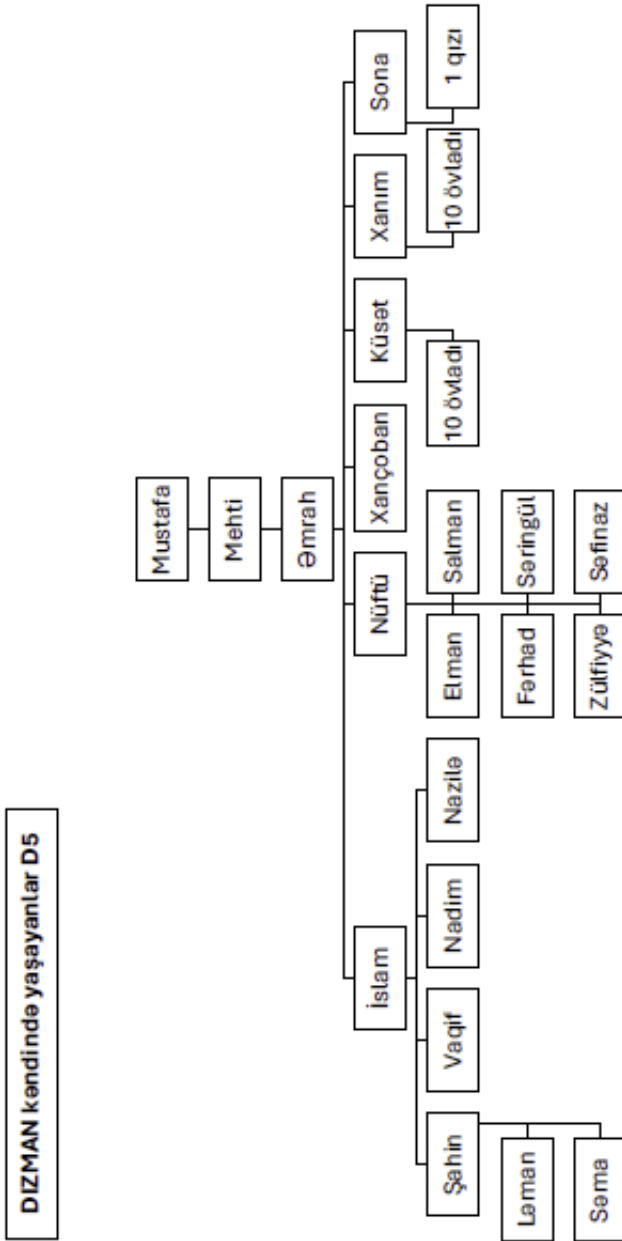 DIZMAN kəndində yaşayanlar D5
Mustafa
Mehti
Əmrah
İslam
Nüftü
Xançoban
Küsət
Xanım
Sona
Şahin
Vaqif
Nadim
Nazilə
Elman
Salman
10 övladı
10 övladı
1 qızı
Ləman
Fərhad
Səringül
Səma
Zülfiyyə
Səfinaz